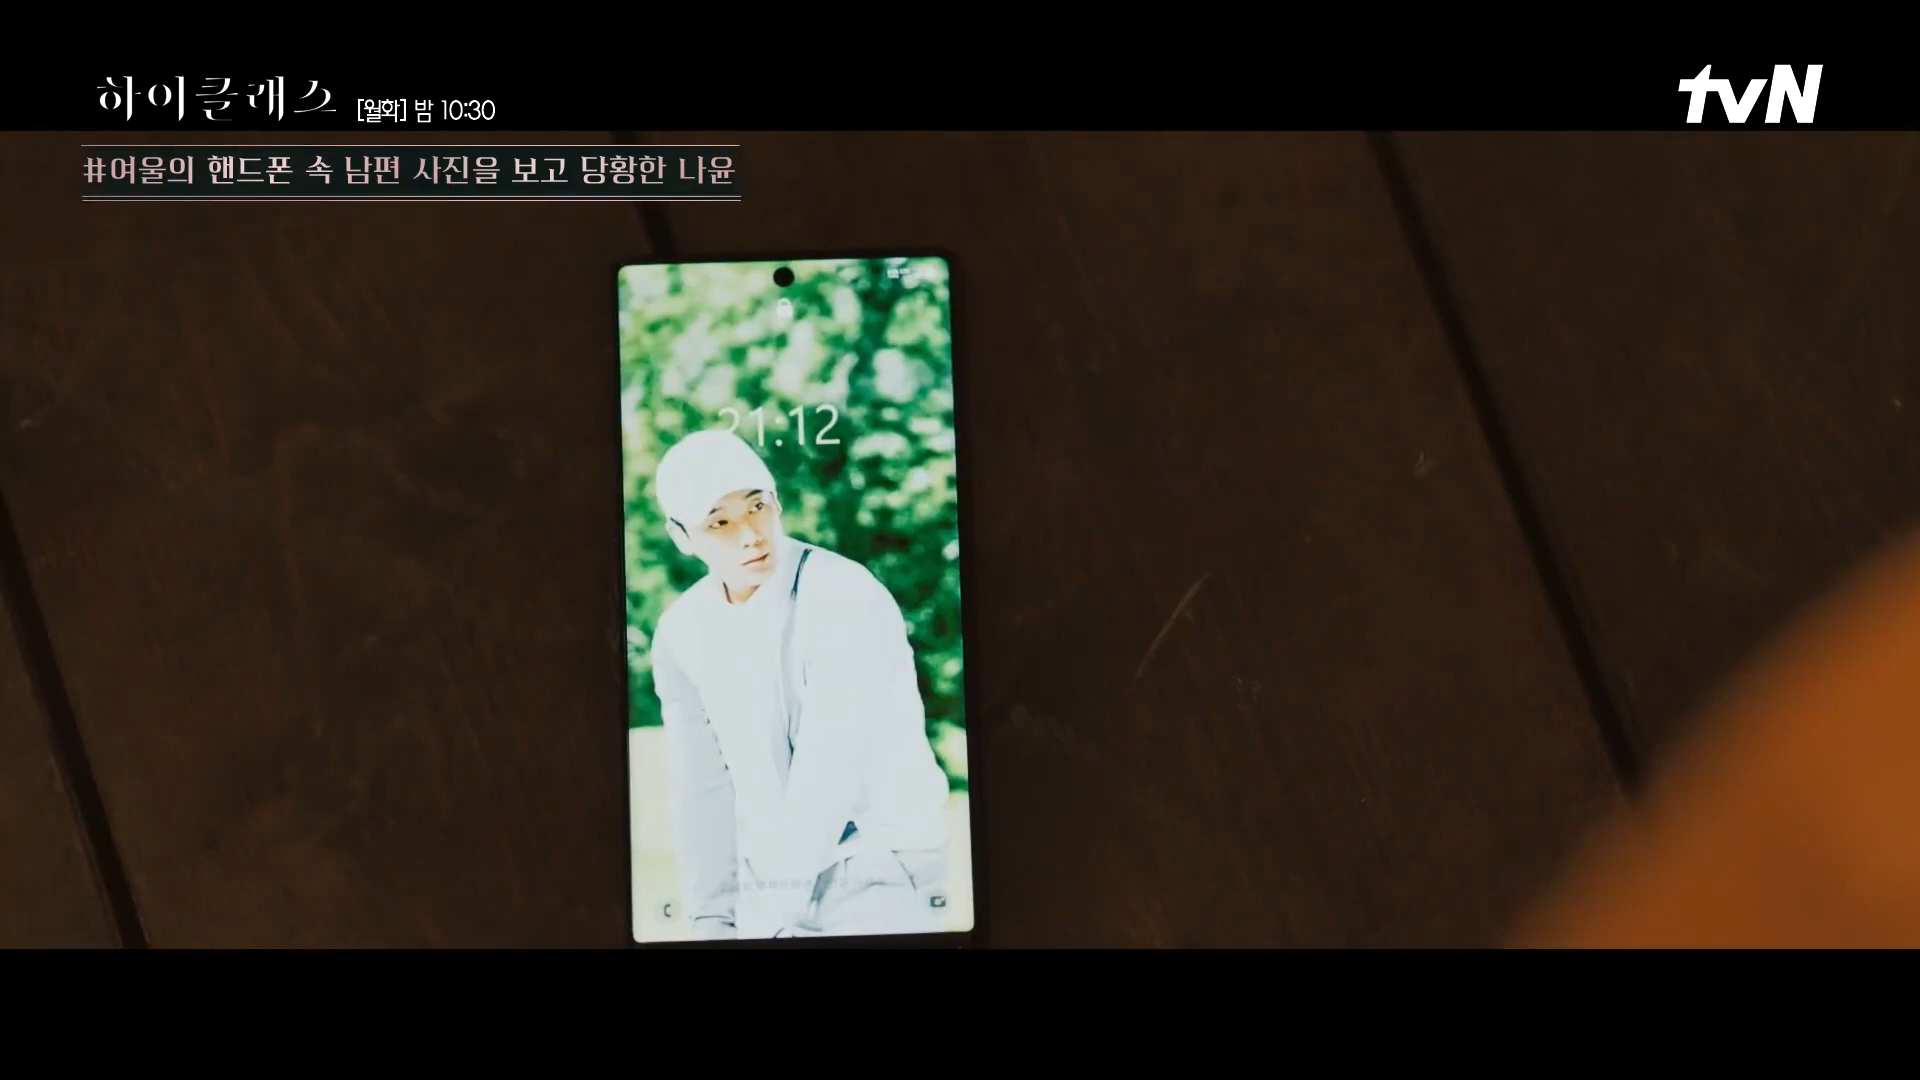 하이클래스 [월화] 밤 10:30
tvN
#여울의 핸드폰 속 남편 사진을 보고 당황한 나윤
21:12